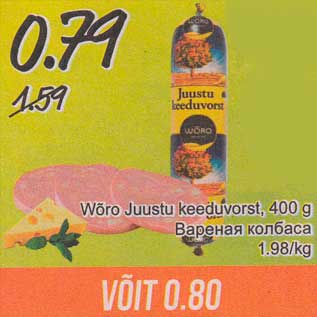 0.79
1.59
WÕRO
Juustu
keeduvorst
WÕRO
Wõro Juustu keeduvorst, 400 g
Вареная колбаса
1.98/kg
VÕIT 0.80